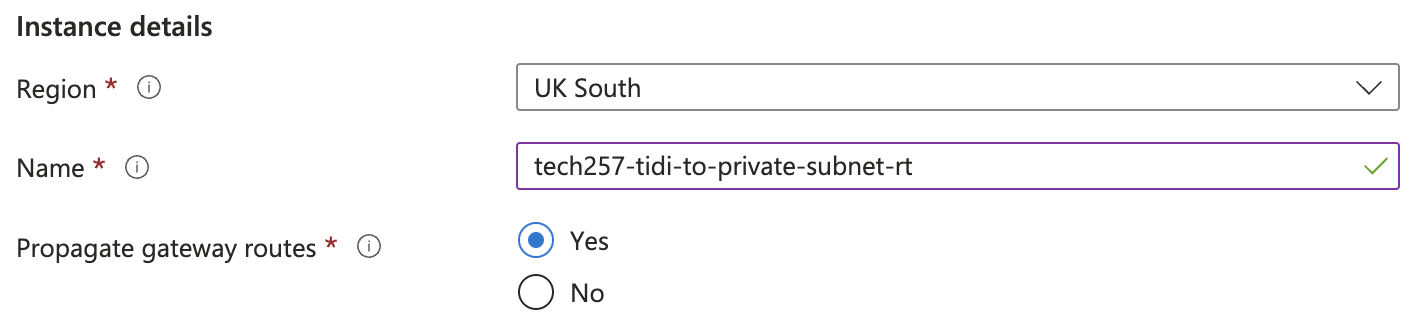 Instance details
Region * UK South
Name * tech257-tidi-to-private-subnet-rt
Propagate gateway routes * Yes
No